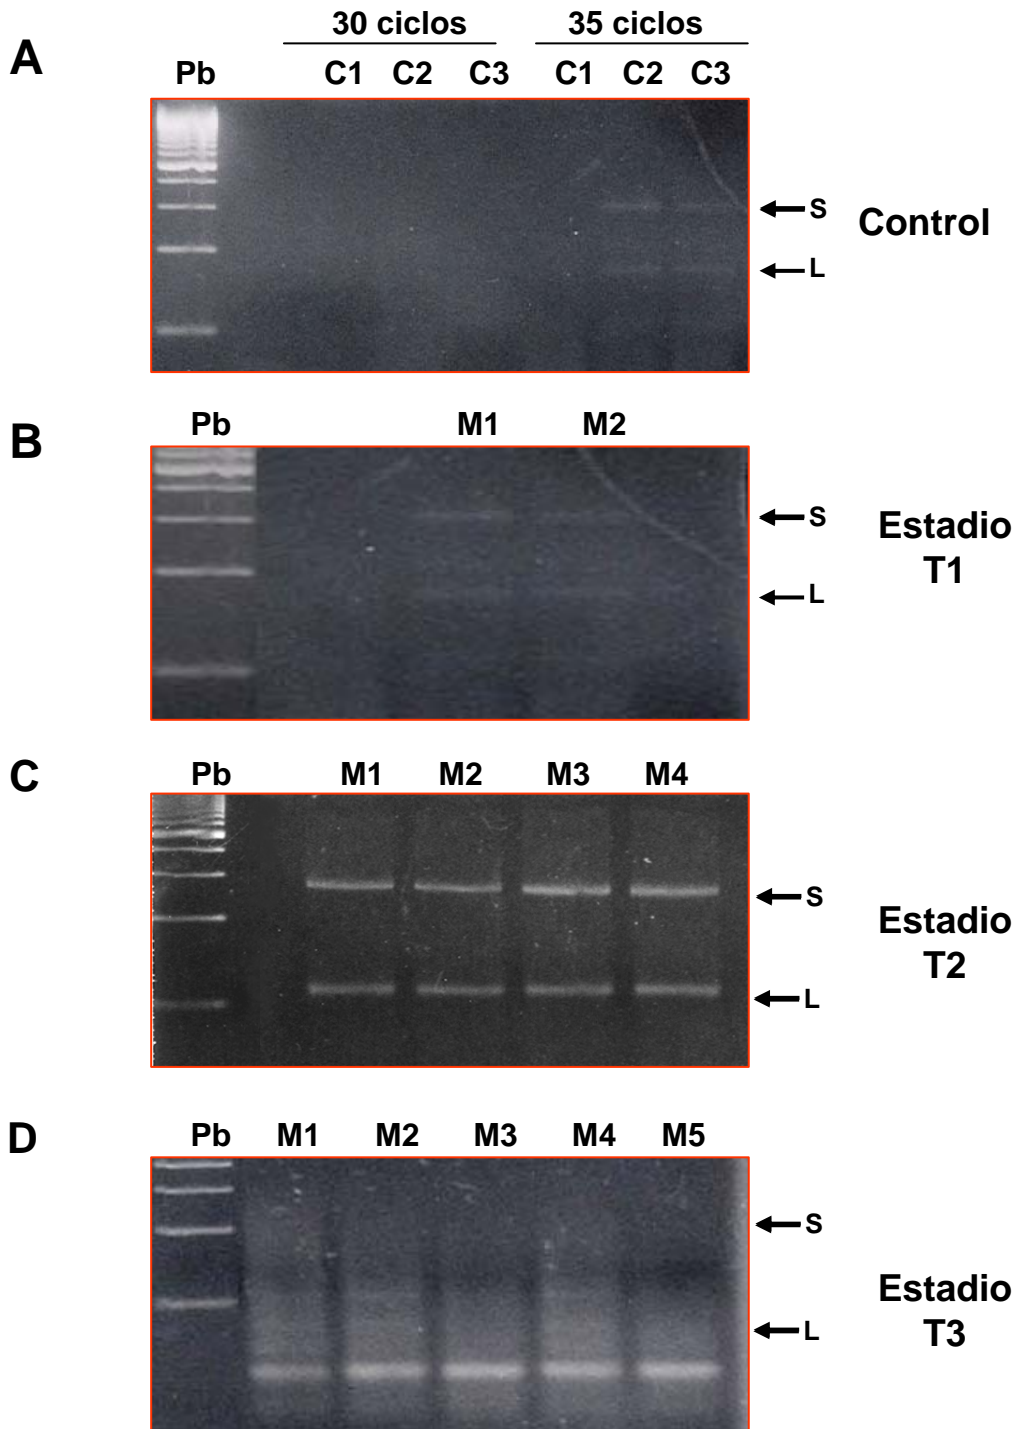 A
30 ciclos 35 ciclos
Pb C1 C2 C3 C1 C2 C3
S
L
Control
B
Pb M1 M2
S
L
Estadio
T1
C
Pb M1 M2 M3 M4
S
L
Estadio
T2
D
Pb M1 M2 M3 M4 M5
S
L
Estadio
T3